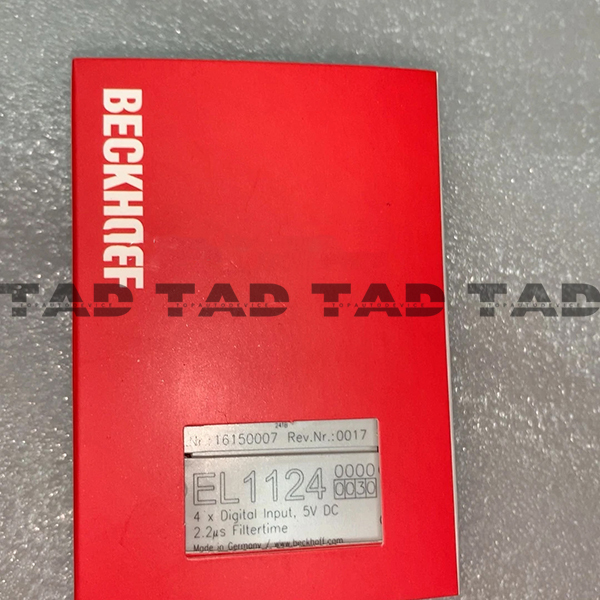 BECKHOFF
TAD TAD TAD TAD
2416
Nr.:16150007 Rev.Nr.:0017
EL1124 0000
0030
4 x Digital Input, 5V DC
2.2µs Filtertime
Made in Germany / www.beckhoff.com